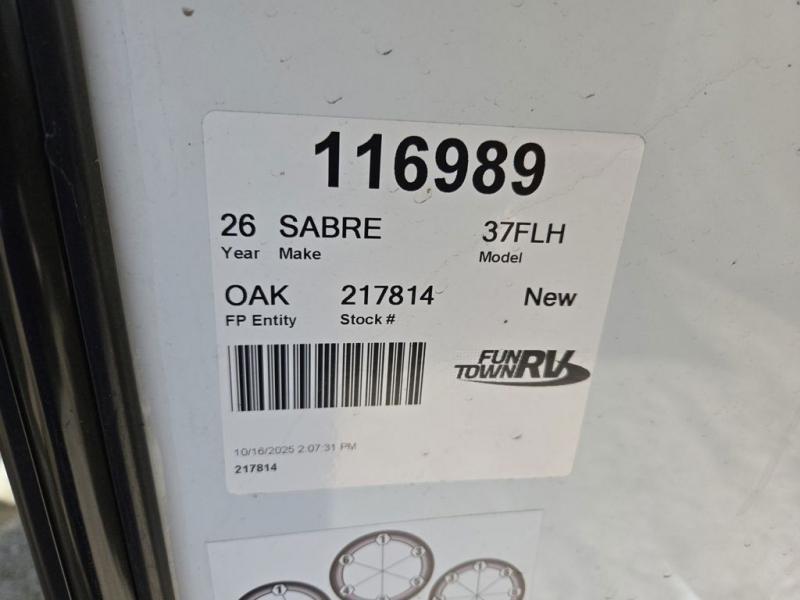 116989
26 SABRE 37FLH
Year Make Model
OAK 217814 New
FP Entity Stock #
FUN TOWN RV
10/16/2025 2:07:31 PM
217814
1